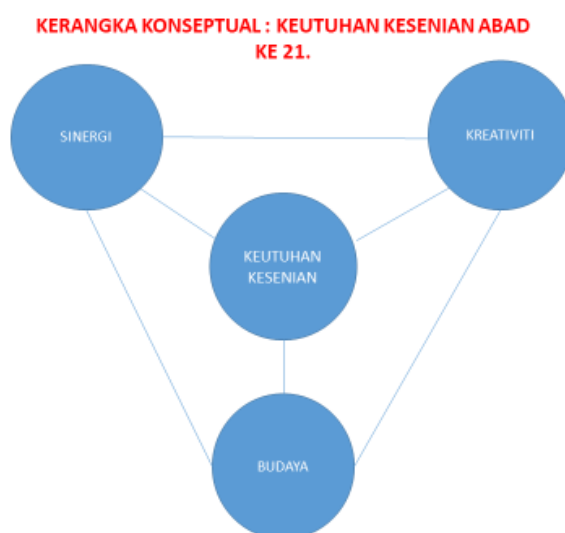 KERANGKA KONSEPTUAL : KEUTUHAN KESENIAN ABAD
KE 21.
SINERGI
KREATIVITI
KEUTUHAN
KESENIAN
BUDAYA